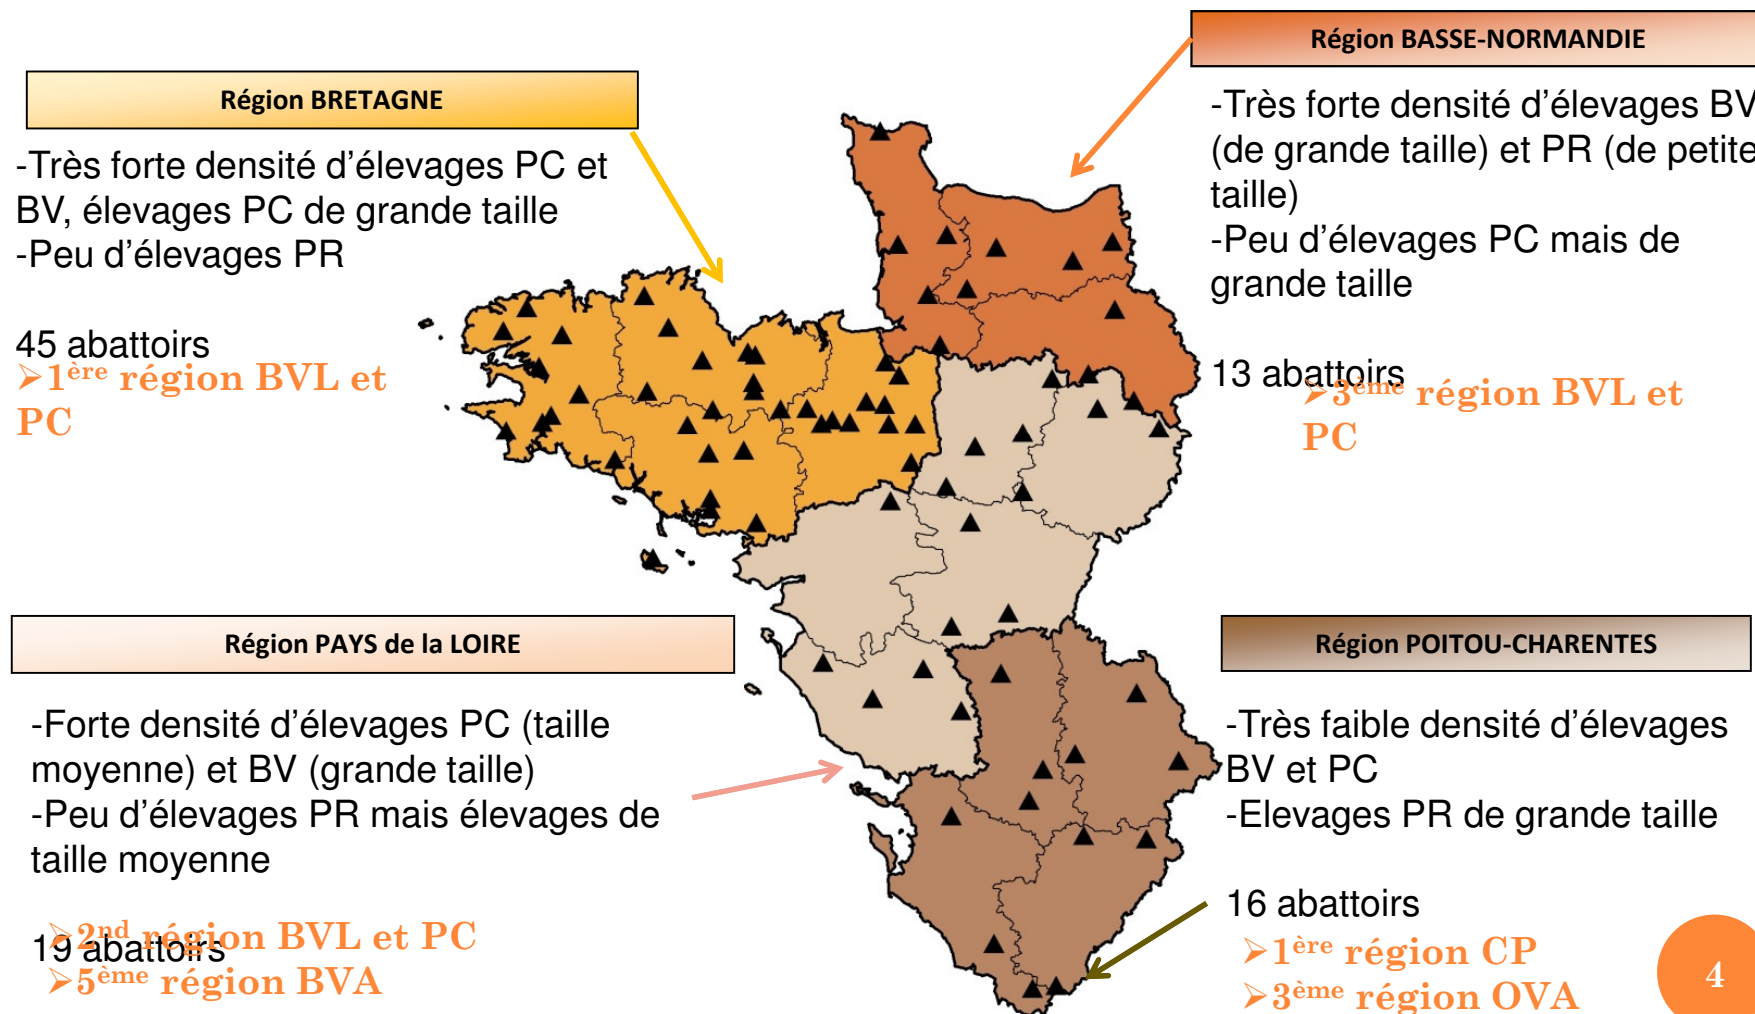 Région BRETAGNE
-Très forte densité d’élevages PC et
BV, élevages PC de grande taille
-Peu d’élevages PR
45 abattoirs
➢1ère région BVL et
PC
Région BASSE-NORMANDIE
-Très forte densité d’élevages BV
(de grande taille) et PR (de petite
taille)
-Peu d’élevages PC mais de
grande taille
13 abattoirs
➢3ème région BVL et
PC
Région PAYS de la LOIRE
-Forte densité d’élevages PC (taille
moyenne) et BV (grande taille)
-Peu d’élevages PR mais élevages de
taille moyenne
19 abattoirs
➢2nd région BVL et PC
➢5ème région BVA
Région POITOU-CHARENTES
-Très faible densité d’élevages
BV et PC
-Elevages PR de grande taille
16 abattoirs
➢1ère région CP
➢3ème région OVA
4